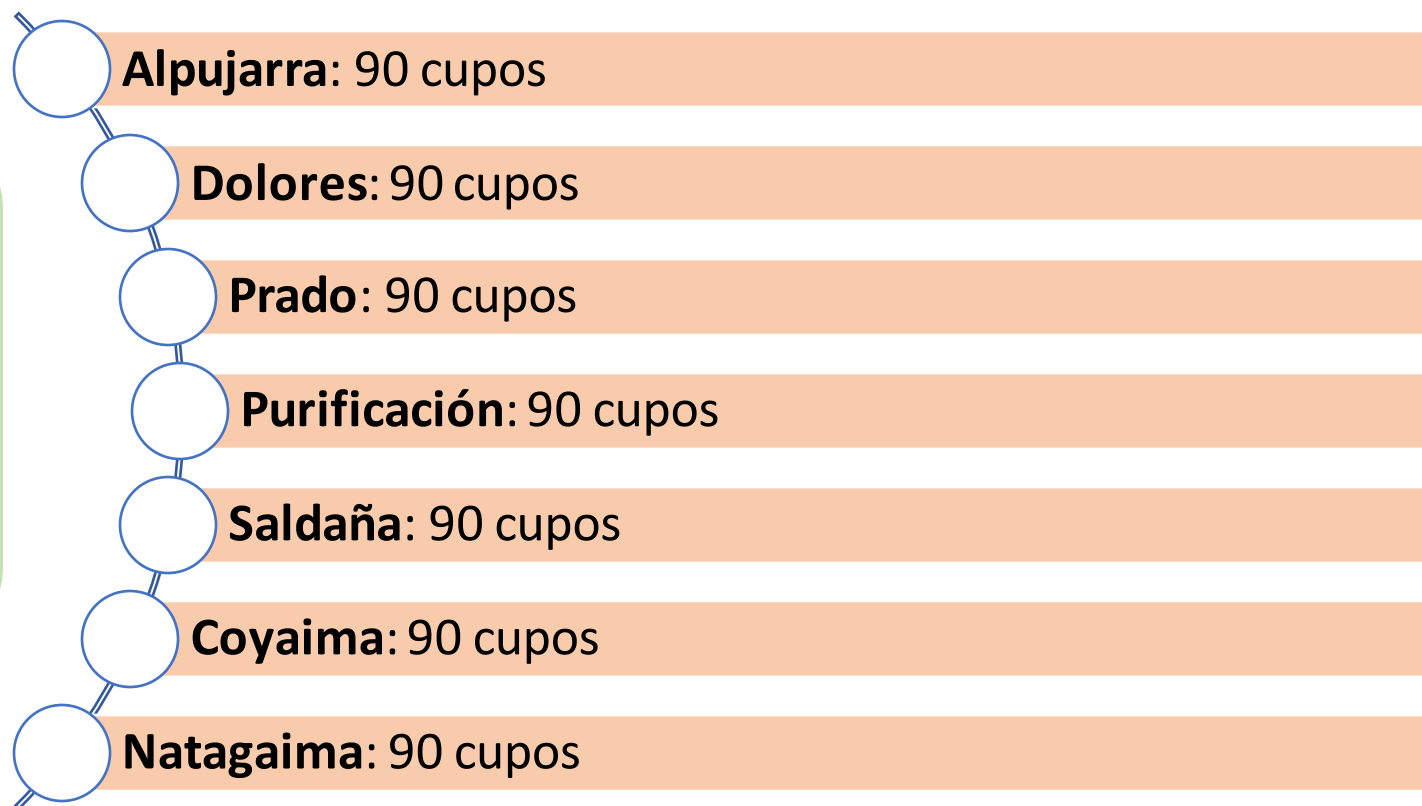 Alpujarra: 90 cupos
Dolores: 90 cupos
Prado: 90 cupos
Purificación: 90 cupos
Saldaña: 90 cupos
Coyaima: 90 cupos
Natagaima: 90 cupos